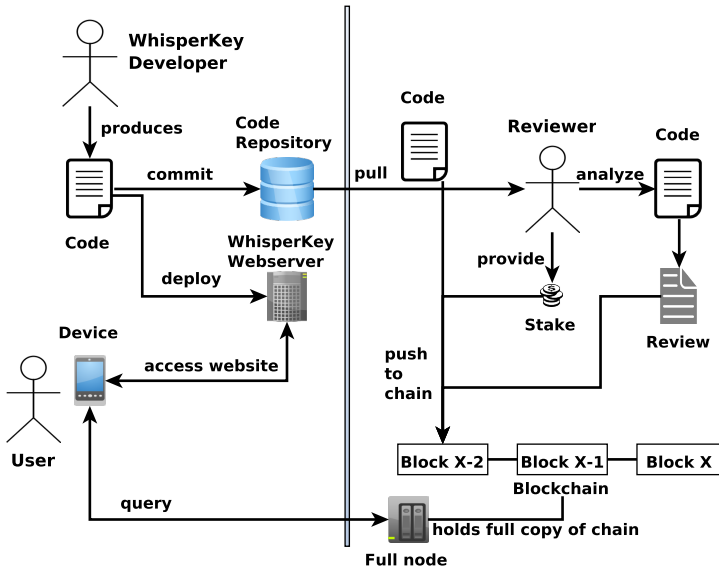 WhisperKey
Developer
produces
Code
commit
Code
Repository
deploy
WhisperKey
Webserver
Device
access website
User
query
pull
Code
Reviewer
Code
analyze
provide
S
Stake
Review
push
to
chain
Block X-2
Block X-1
Block X
Blockchain
holds full copy of chain
Full node